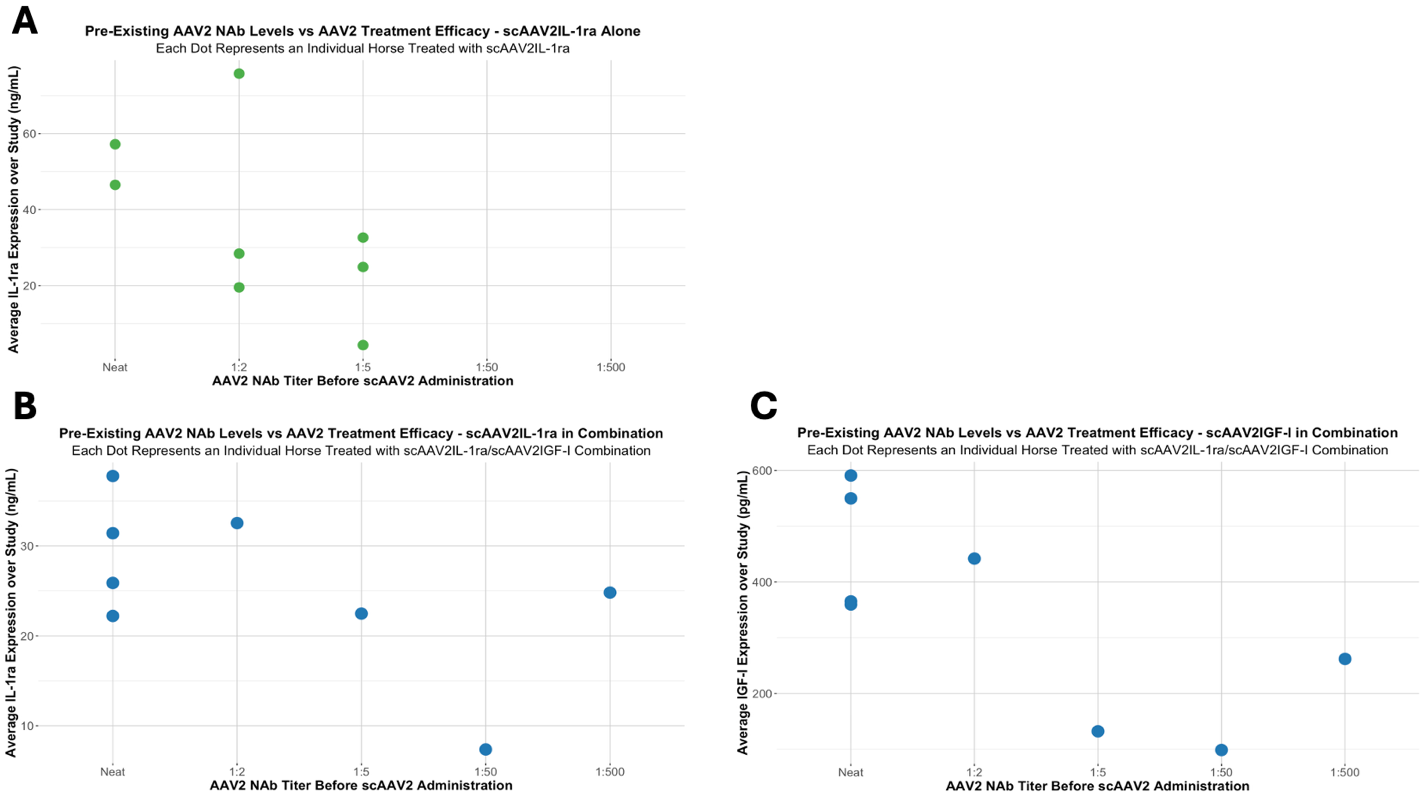 A
Pre-Existing AAV2 NAb Levels vs AAV2 Treatment Efficacy - scAAV2IL-1ra Alone
Each Dot Represents an Individual Horse Treated with scAAV2IL-1ra
Average IL-1ra Expression over Study (ng/mL)
60
40
20
Neat 1:2 1:5 1:50 1:500
AAV2 NAb Titer Before scAAV2 Administration
B
Pre-Existing AAV2 NAb Levels vs AAV2 Treatment Efficacy - scAAV2IL-1ra in Combination
Each Dot Represents an Individual Horse Treated with scAAV2IL-1ra/scAAV2IGF-I Combination
Average IL-1ra Expression over Study (ng/mL)
30
20
10
Neat 1:2 1:5 1:50 1:500
AAV2 NAb Titer Before scAAV2 Administration
C
Pre-Existing AAV2 NAb Levels vs AAV2 Treatment Efficacy - scAAV2IGF-I in Combination
Each Dot Represents an Individual Horse Treated with scAAV2IL-1ra/scAAV2IGF-I Combination
Average IGF-I Expression over Study (pg/mL)
600
400
200
Neat 1:2 1:5 1:50 1:500
AAV2 NAb Titer Before scAAV2 Administration